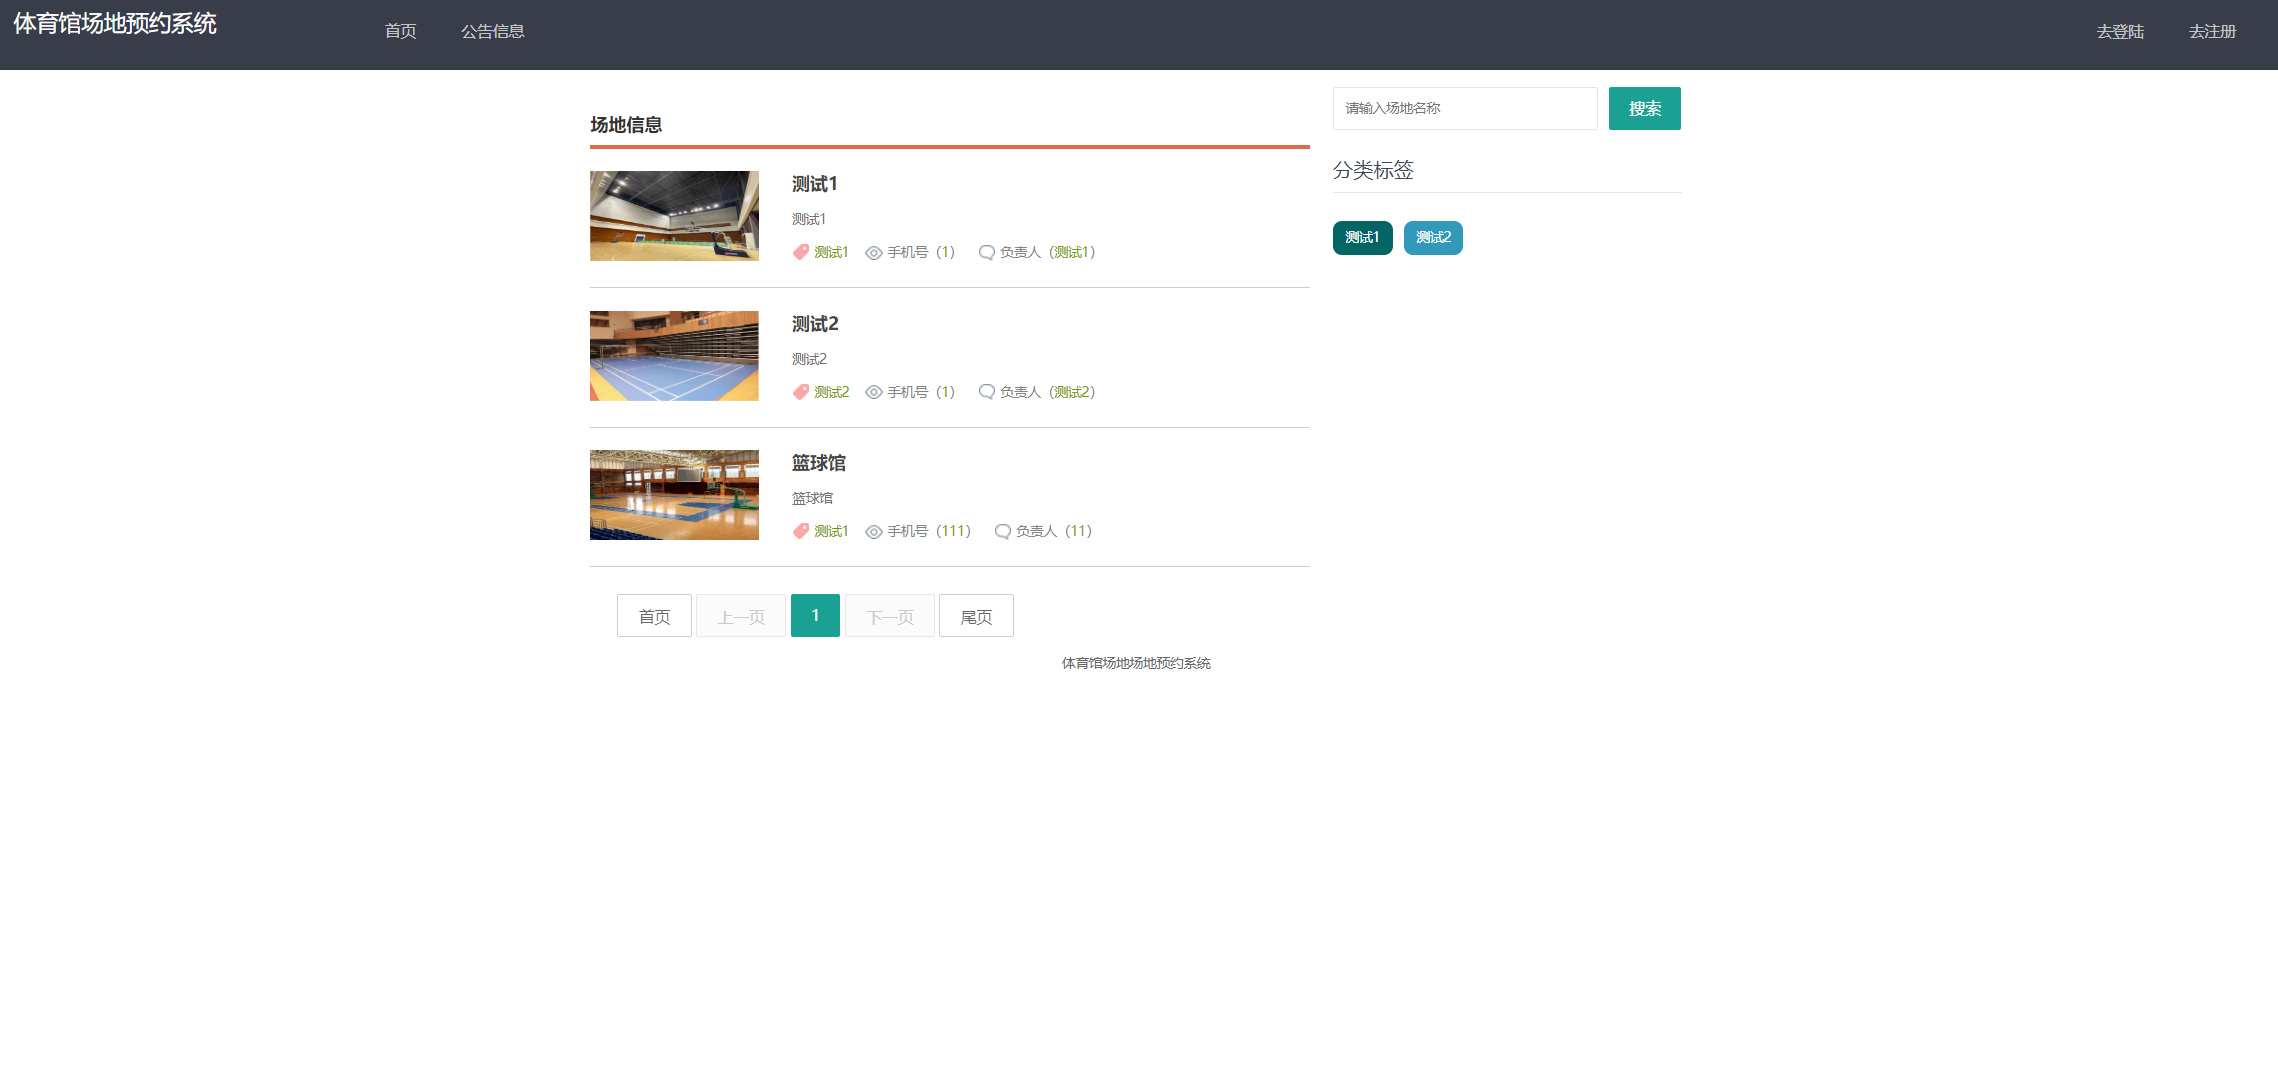 体育馆场地预约系统
首页
公告信息
去登陆
去注册
请输入场地名称
搜索
场地信息
分类标签
测试1
测试2
测试1
测试1
测试1 手机号（1） 负责人（测试1）
测试2
测试2
测试2 手机号（1） 负责人（测试2）
篮球馆
篮球馆
测试1 手机号（111） 负责人（11）
首页 上一页 1 下一页 尾页
体育馆场地场地预约系统